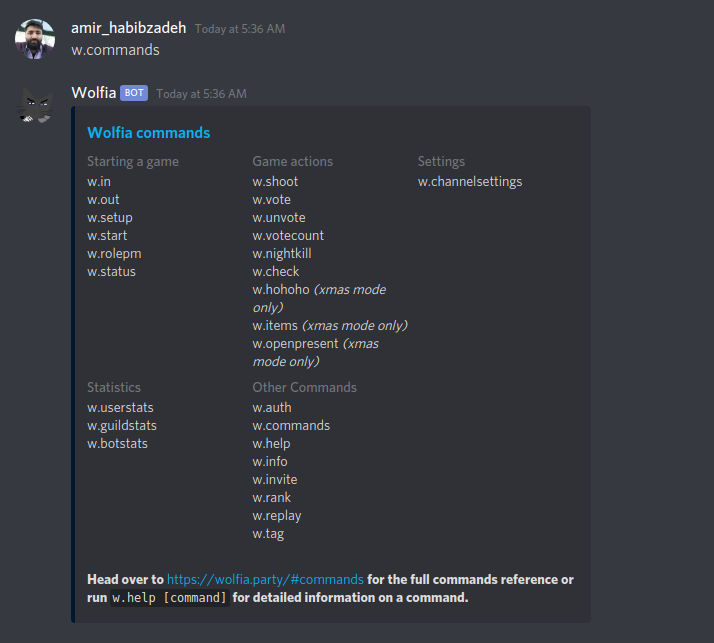 amir_habibzadeh Today at 5:36 AM
w.commands
Wolfia BOT Today at 5:36 AM
Wolfia commands
Starting a game
w.in
w.out
w.setup
w.start
w.rolepm
w.status
Game actions
w.shoot
w.vote
w.unvote
w.votecount
w.nightkill
w.check
w.hohoho (xmas mode
only)
w.items (xmas mode only)
w.openpresent (xmas
mode only)
Settings
w.channelsettings
Statistics
w.userstats
w.guildstats
w.botstats
Other Commands
w.auth
w.commands
w.help
w.info
w.invite
w.rank
w.replay
w.tag
Head over to https://wolfia.party/#commands for the full commands reference or
run w.help [command] for detailed information on a command.